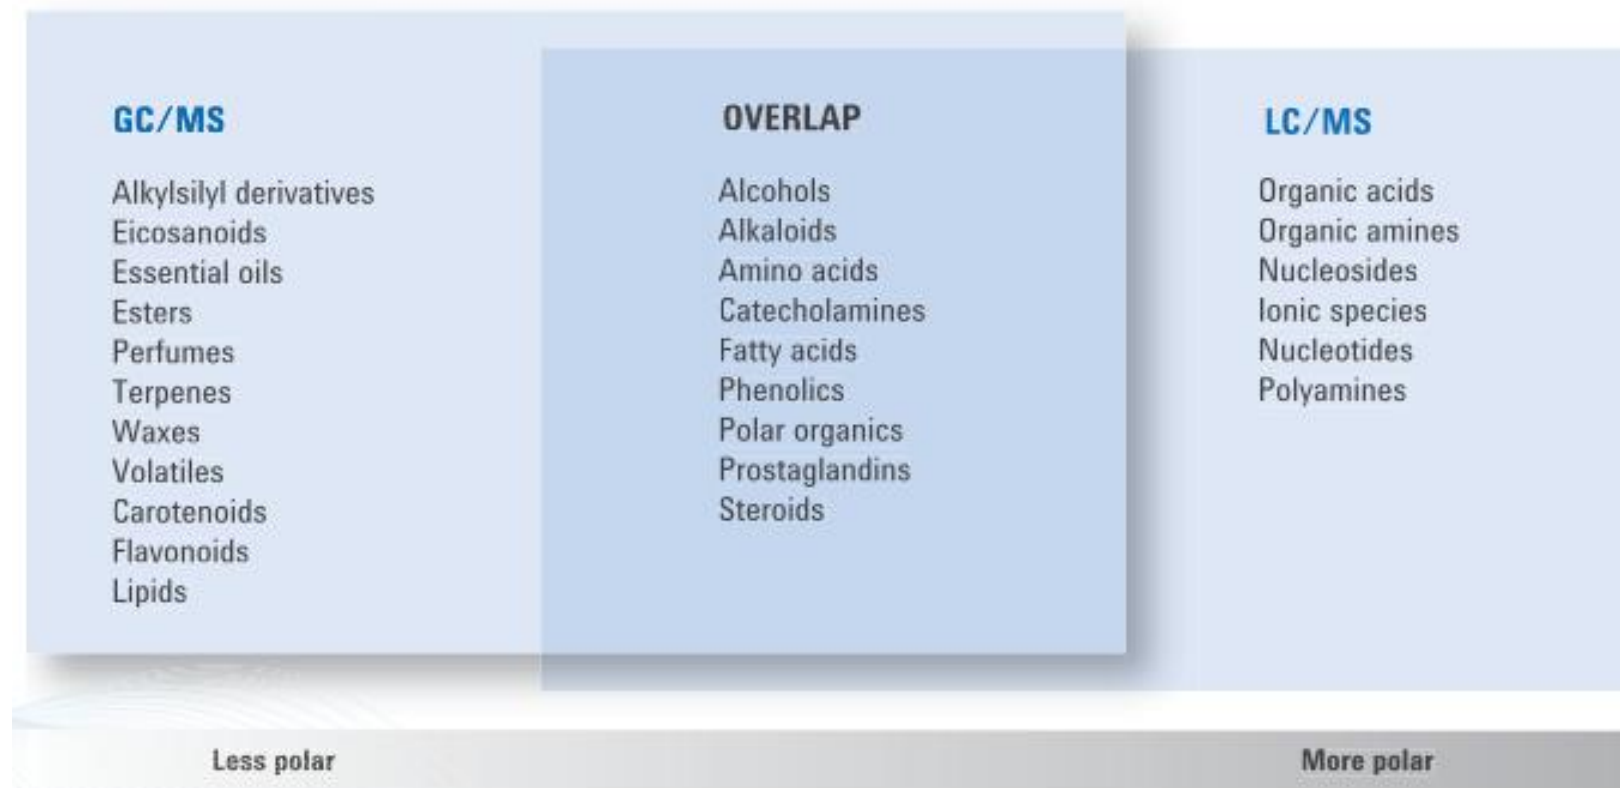 GC/MS
Alkylsilyl derivatives
Eicosanoids
Essential oils
Esters
Perfumes
Terpenes
Waxes
Volatiles
Carotenoids
Flavonoids
Lipids
OVERLAP
Alcohols
Alkaloids
Amino acids
Catecholamines
Fatty acids
Phenolics
Polar organics
Prostaglandins
Steroids
LC/MS
Organic acids
Organic amines
Nucleosides
Ionic species
Nucleotides
Polyamines
Less polar
More polar